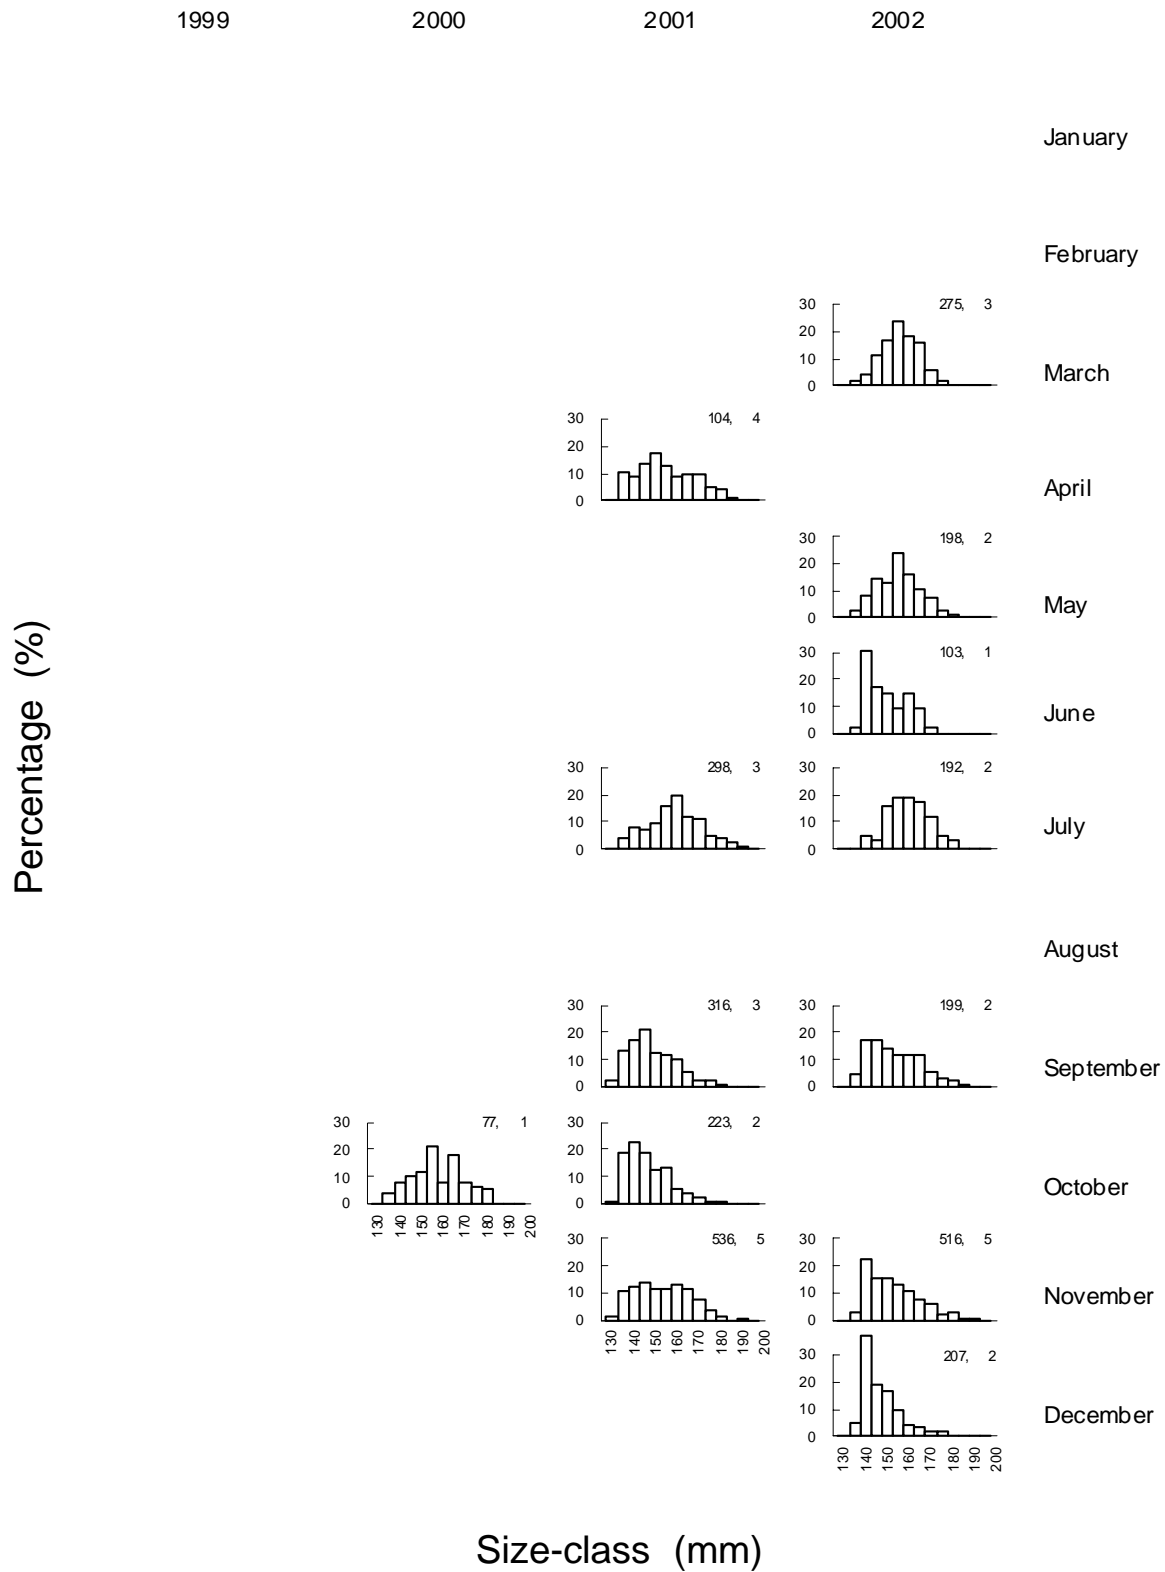 1999 2000 2001 2002
January
February
30 275, 3
20
10
0
March
30 104, 4
20
10
0
April
30 198, 2
20
10
0
May
30 103, 1
20
10
0
June
30 298, 3 30 192, 2
20 20
10 10
0 0
July
August
30 316, 3 30 199, 2
20 20
10 10
0 0
September
30 77, 1 30 223, 2
20 20
10 10
0 0
October
130 140 150 160 170 180 190 200
30 536, 5 30 516, 5
20 20
10 10
0 0
November
130 140 150 160 170 180 190 200
30 207, 2
20
10
0
December
130 140 150 160 170 180 190 200
Percentage (%)
Size-class (mm)